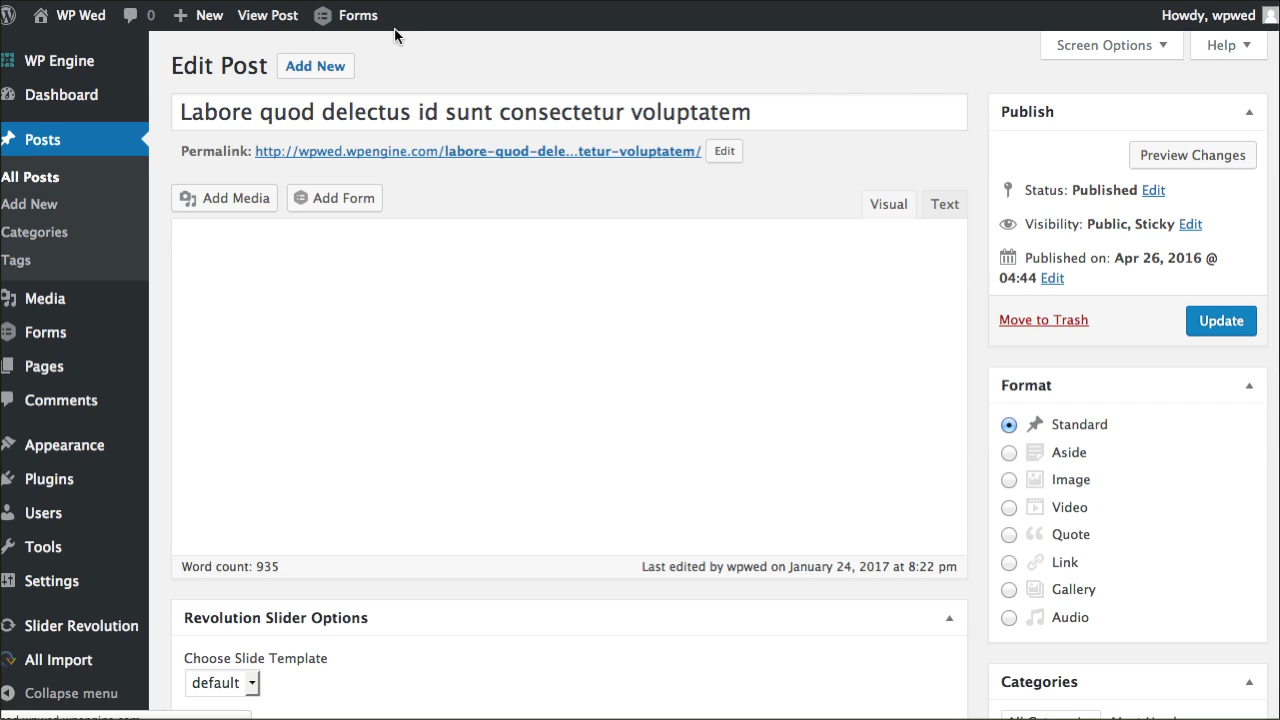 WP Wed 0 New View Post Forms Howdy, wpwed
Screen Options Help
WP Engine
Dashboard
Posts
All Posts
Add New
Categories
Tags
Media
Forms
Pages
Comments
Appearance
Plugins
Users
Tools
Settings
Slider Revolution
All Import
Collapse menu
Edit Post Add New
Labore quod delectus id sunt consectetur voluptatem
Permalink: http://wpwed.wpengine.com/labore-quod-dele...tetur-voluptatem/ Edit
Add Media Add Form Visual Text
Word count: 935 Last edited by wpwed on January 24, 2017 at 8:22 pm
Revolution Slider Options
Choose Slide Template
default
Publish
Preview Changes
Status: Published Edit
Visibility: Public, Sticky Edit
Published on: Apr 26, 2016 @
04:44 Edit
Move to Trash Update
Format
Standard
Aside
Image
Video
Quote
Link
Gallery
Audio
Categories